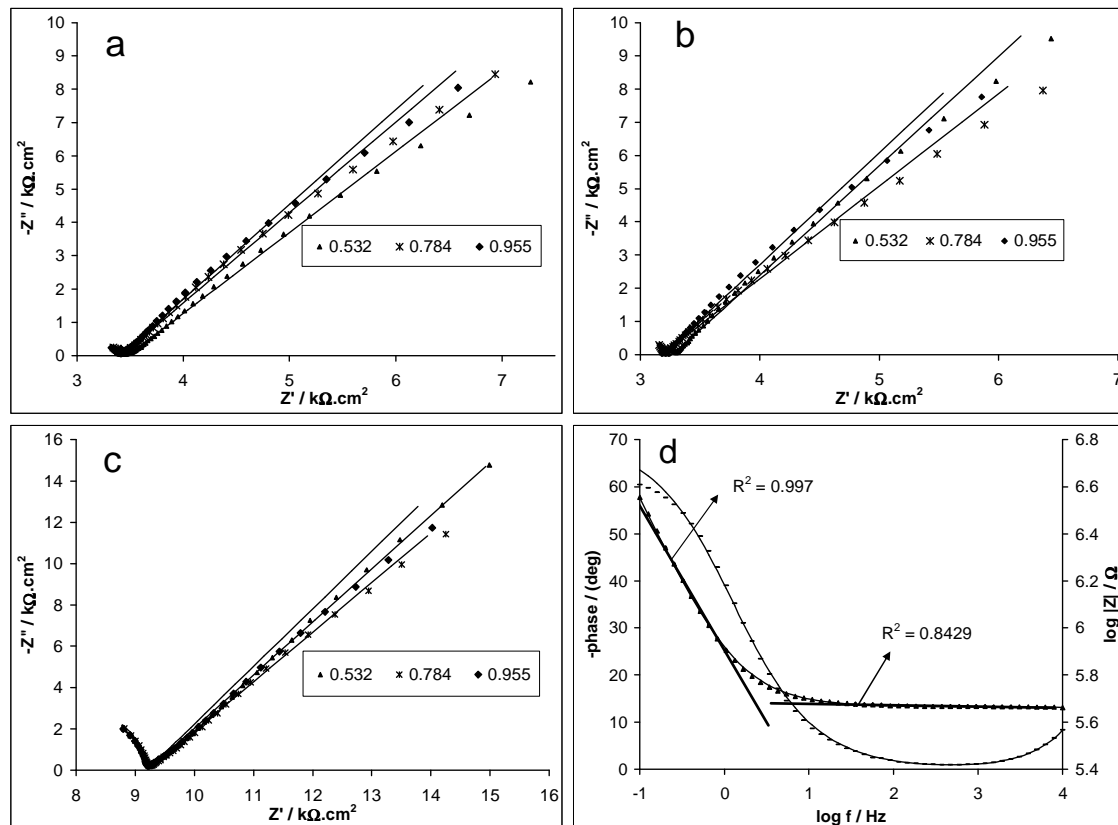 a
10
9
8
7
6
5
4
3
2
1
0
-Z" / kΩ.cm²
0.532 0.784 0.955
3 4 5 6 7
Z' / kΩ.cm²
b
10
9
8
7
6
5
4
3
2
1
0
-Z" / kΩ.cm²
0.532 0.784 0.955
3 4 5 6 7
Z' / kΩ.cm²
c
16
14
12
10
8
6
4
2
0
-Z" / kΩ.cm²
0.532 0.784 0.955
8 9 10 11 12 13 14 15 16
Z' / kΩ.cm²
d
70
60
50
40
30
20
10
0
-phase / (deg)
R² = 0.997
R² = 0.8429
6.8
6.6
6.4
6.2
6
5.8
5.6
5.4
log |Z| / Ω
-1 0 1 2 3 4
log f / Hz